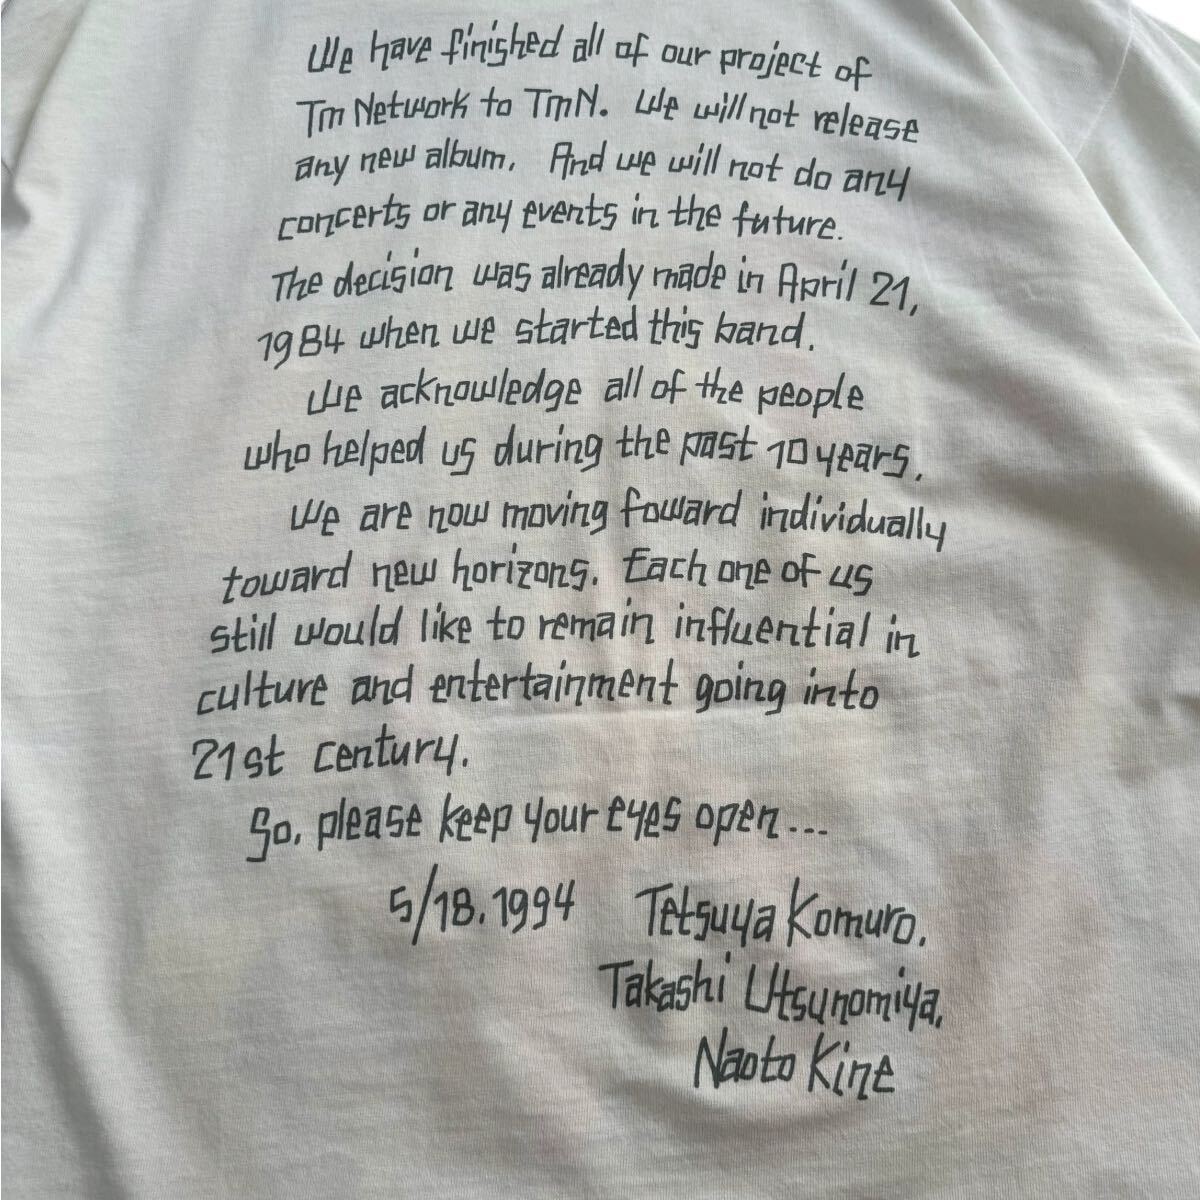 We have finished all of our project of
Tm Network to TmN. We will not release
any new album. And we will not do any
concerts or any events in the future.
The decision was already made in April 21,
1984 when we started this band.
We acknowledge all of the people
who helped us during the past 10 years.
We are now moving foward individually
toward new horizons. Each one of us
still would like to remain influential in
culture and entertainment going into
21st century.
So, please keep your eyes open...
5/18.1994 Tetsuya Komuro.
Takashi Utsunomiya.
Naoto Kine